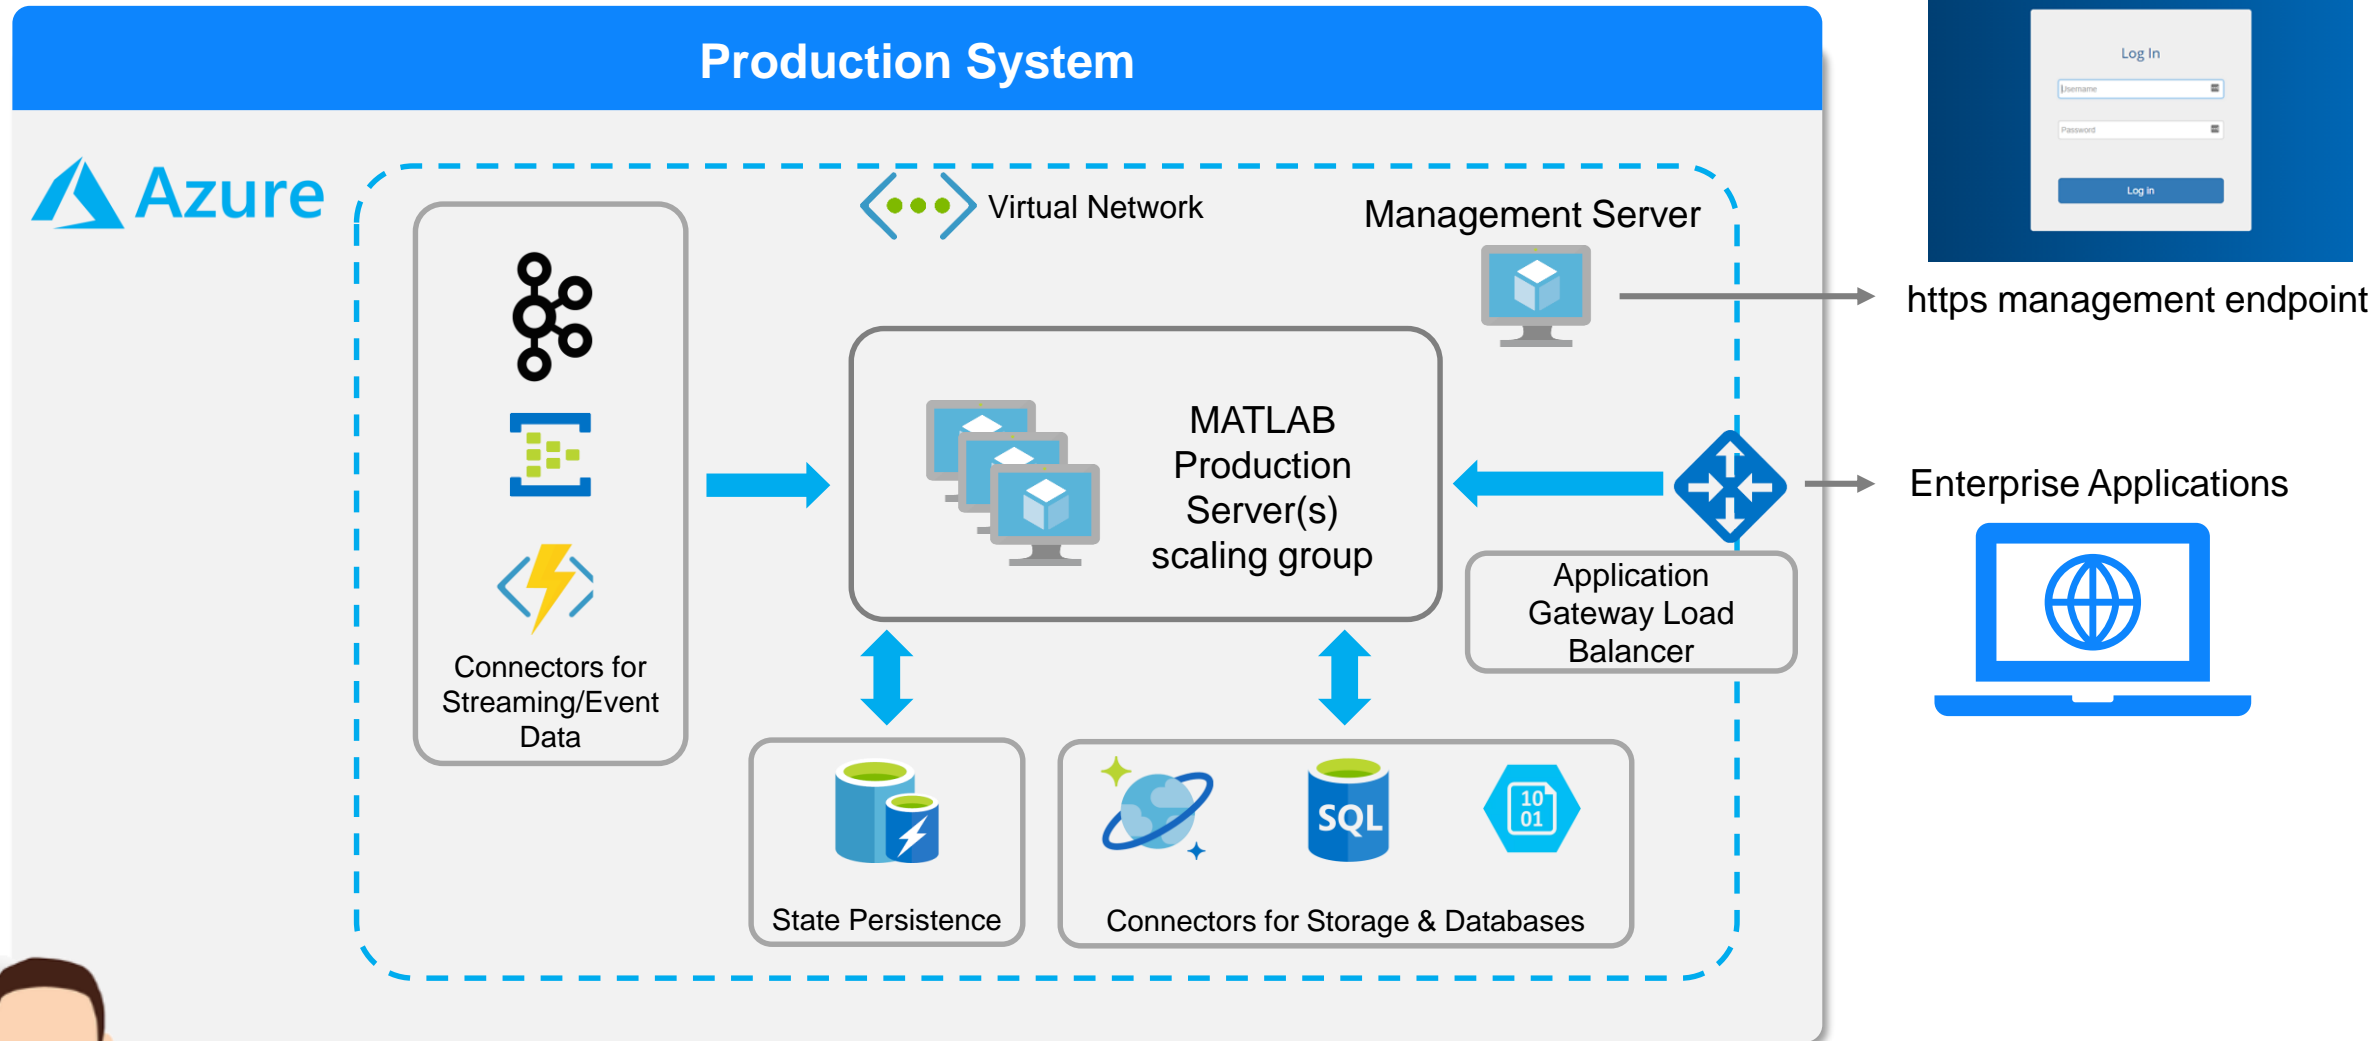 Production System
Azure
Virtual Network
Management Server
Log In
Username
Password
Log in
https management endpoint
MATLAB
Production
Server(s)
scaling group
Enterprise Applications
Application
Gateway Load
Balancer
Connectors for
Streaming/Event
Data
State Persistence
SQL
10
01
Connectors for Storage & Databases